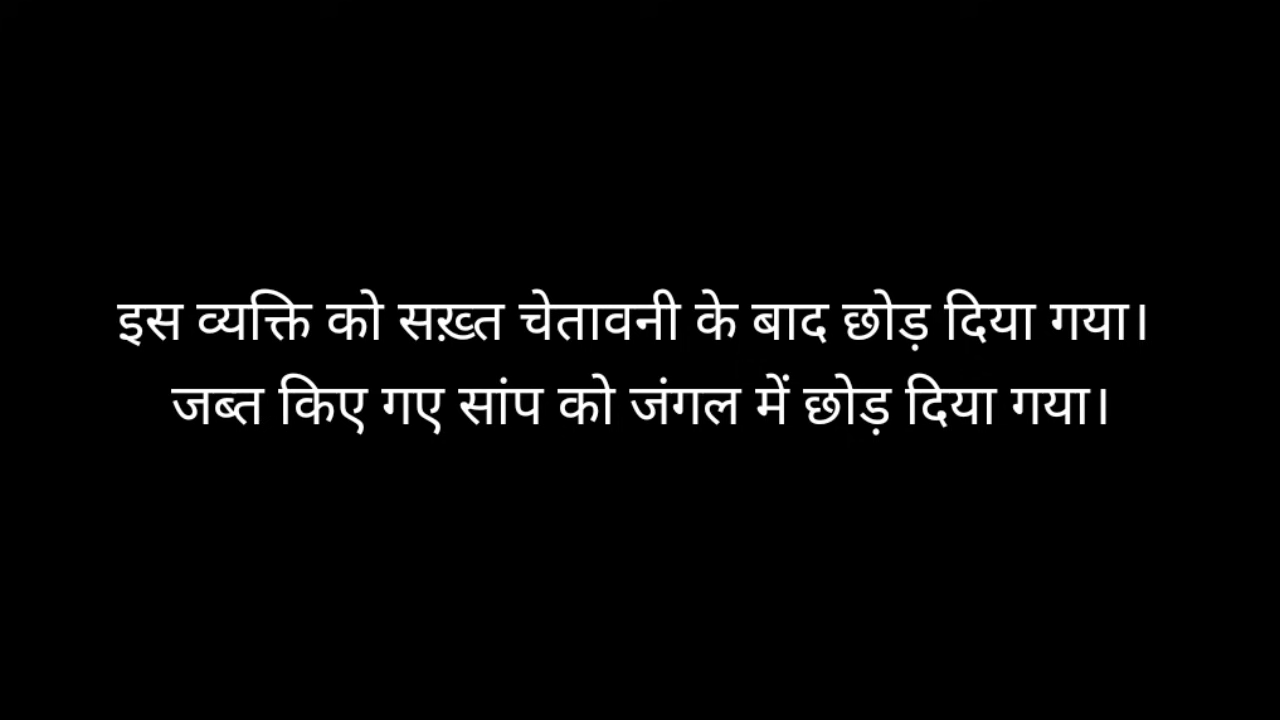 इस व्यक्ति को सख़्त चेतावनी के बाद छोड़ दिया गया।
जब्त किए गए सांप को जंगल में छोड़ दिया गया।